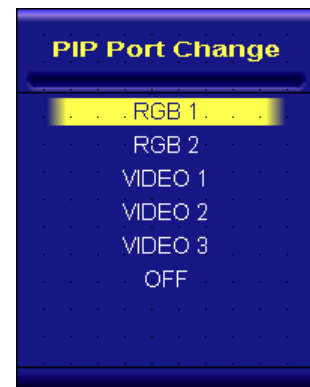 PIP Port Change
RGB 1
RGB 2
VIDEO 1
VIDEO 2
VIDEO 3
OFF